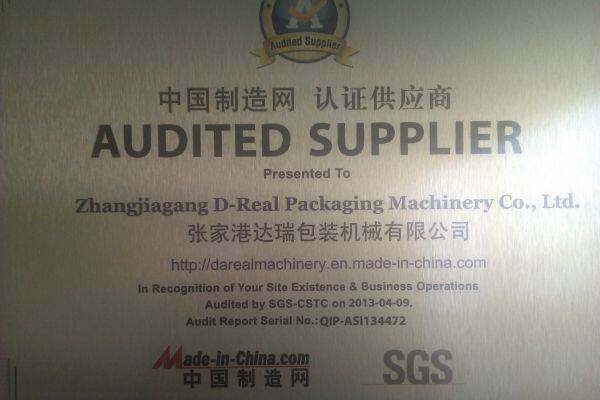 Audited Supplier
中国制造网 认证供应商
AUDITED SUPPLIER
Presented To
Zhangjiagang D-Real Packaging Machinery Co., Ltd.
张家港达瑞包装机械有限公司
http://darealmachinery.en.made-in-china.com
In Recognition of Your Site Existence & Business Operations
Audited by SGS-CSTC on 2013-04-09.
Audit Report Serial No.:QIP-ASI134472
Made-in-China.com
中国制造网
SGS